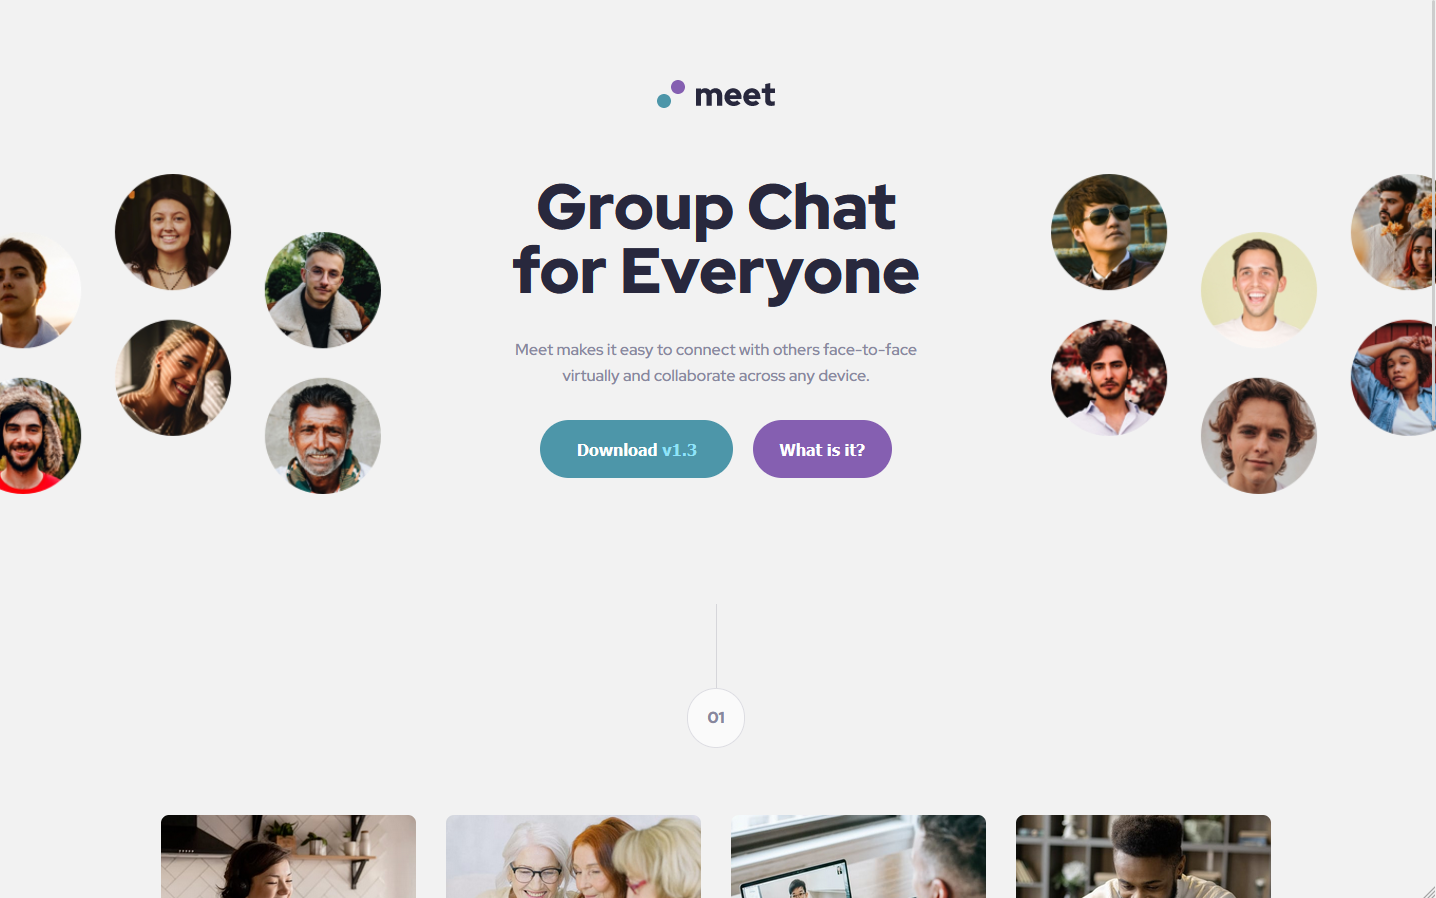 meet
Group Chat
for Everyone
Meet makes it easy to connect with others face-to-face
virtually and collaborate across any device.
Download v1.3
What is it?
01